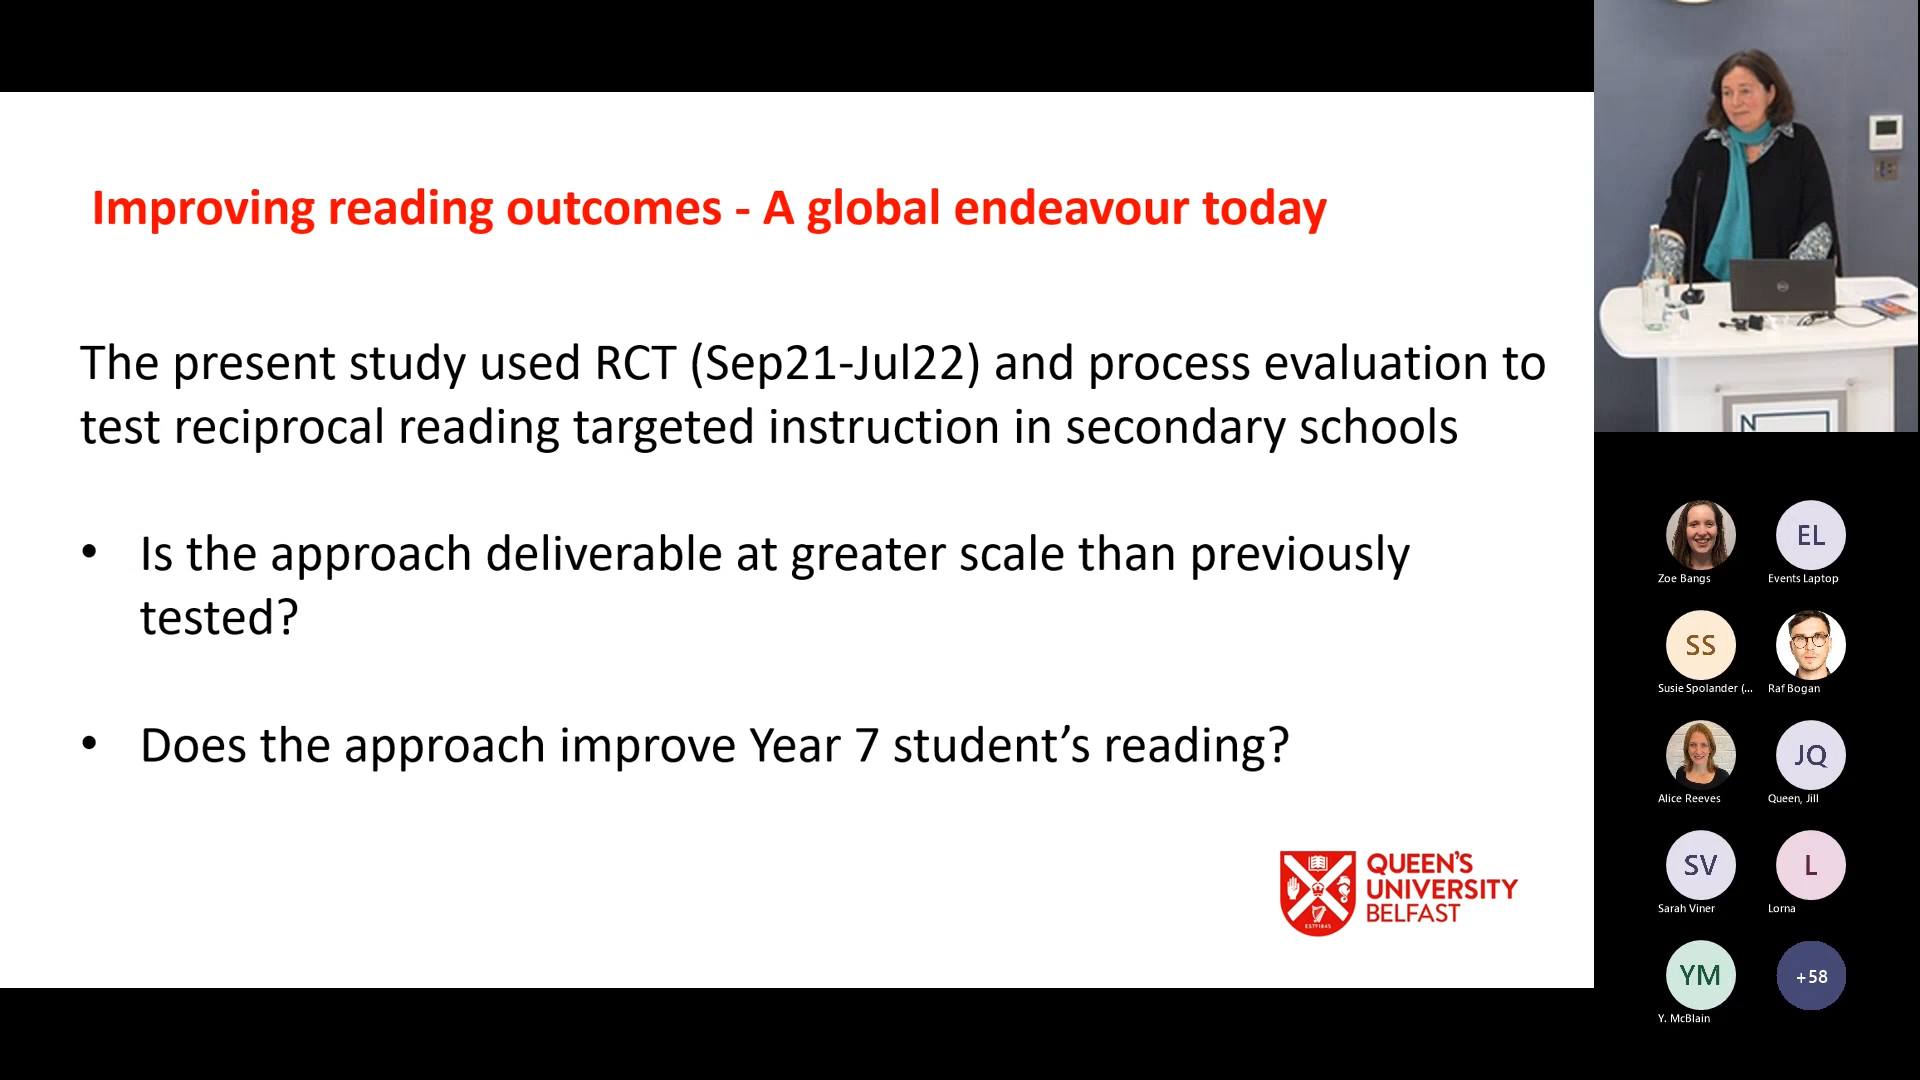 Improving reading outcomes - A global endeavour today
The present study used RCT (Sep21-Jul22) and process evaluation to
test reciprocal reading targeted instruction in secondary schools
• Is the approach deliverable at greater scale than previously
tested?
• Does the approach improve Year 7 student’s reading?
QUEEN'S
UNIVERSITY
BELFAST
ESTD1845
DELL
N
Zoe Bangs
EL
Events Laptop
SS
Susie Spolander (...
Raf Bogan
Alice Reeves
JQ
Queen, Jill
SV
Sarah Viner
L
Lorna
YM
Y. McBlain
+58